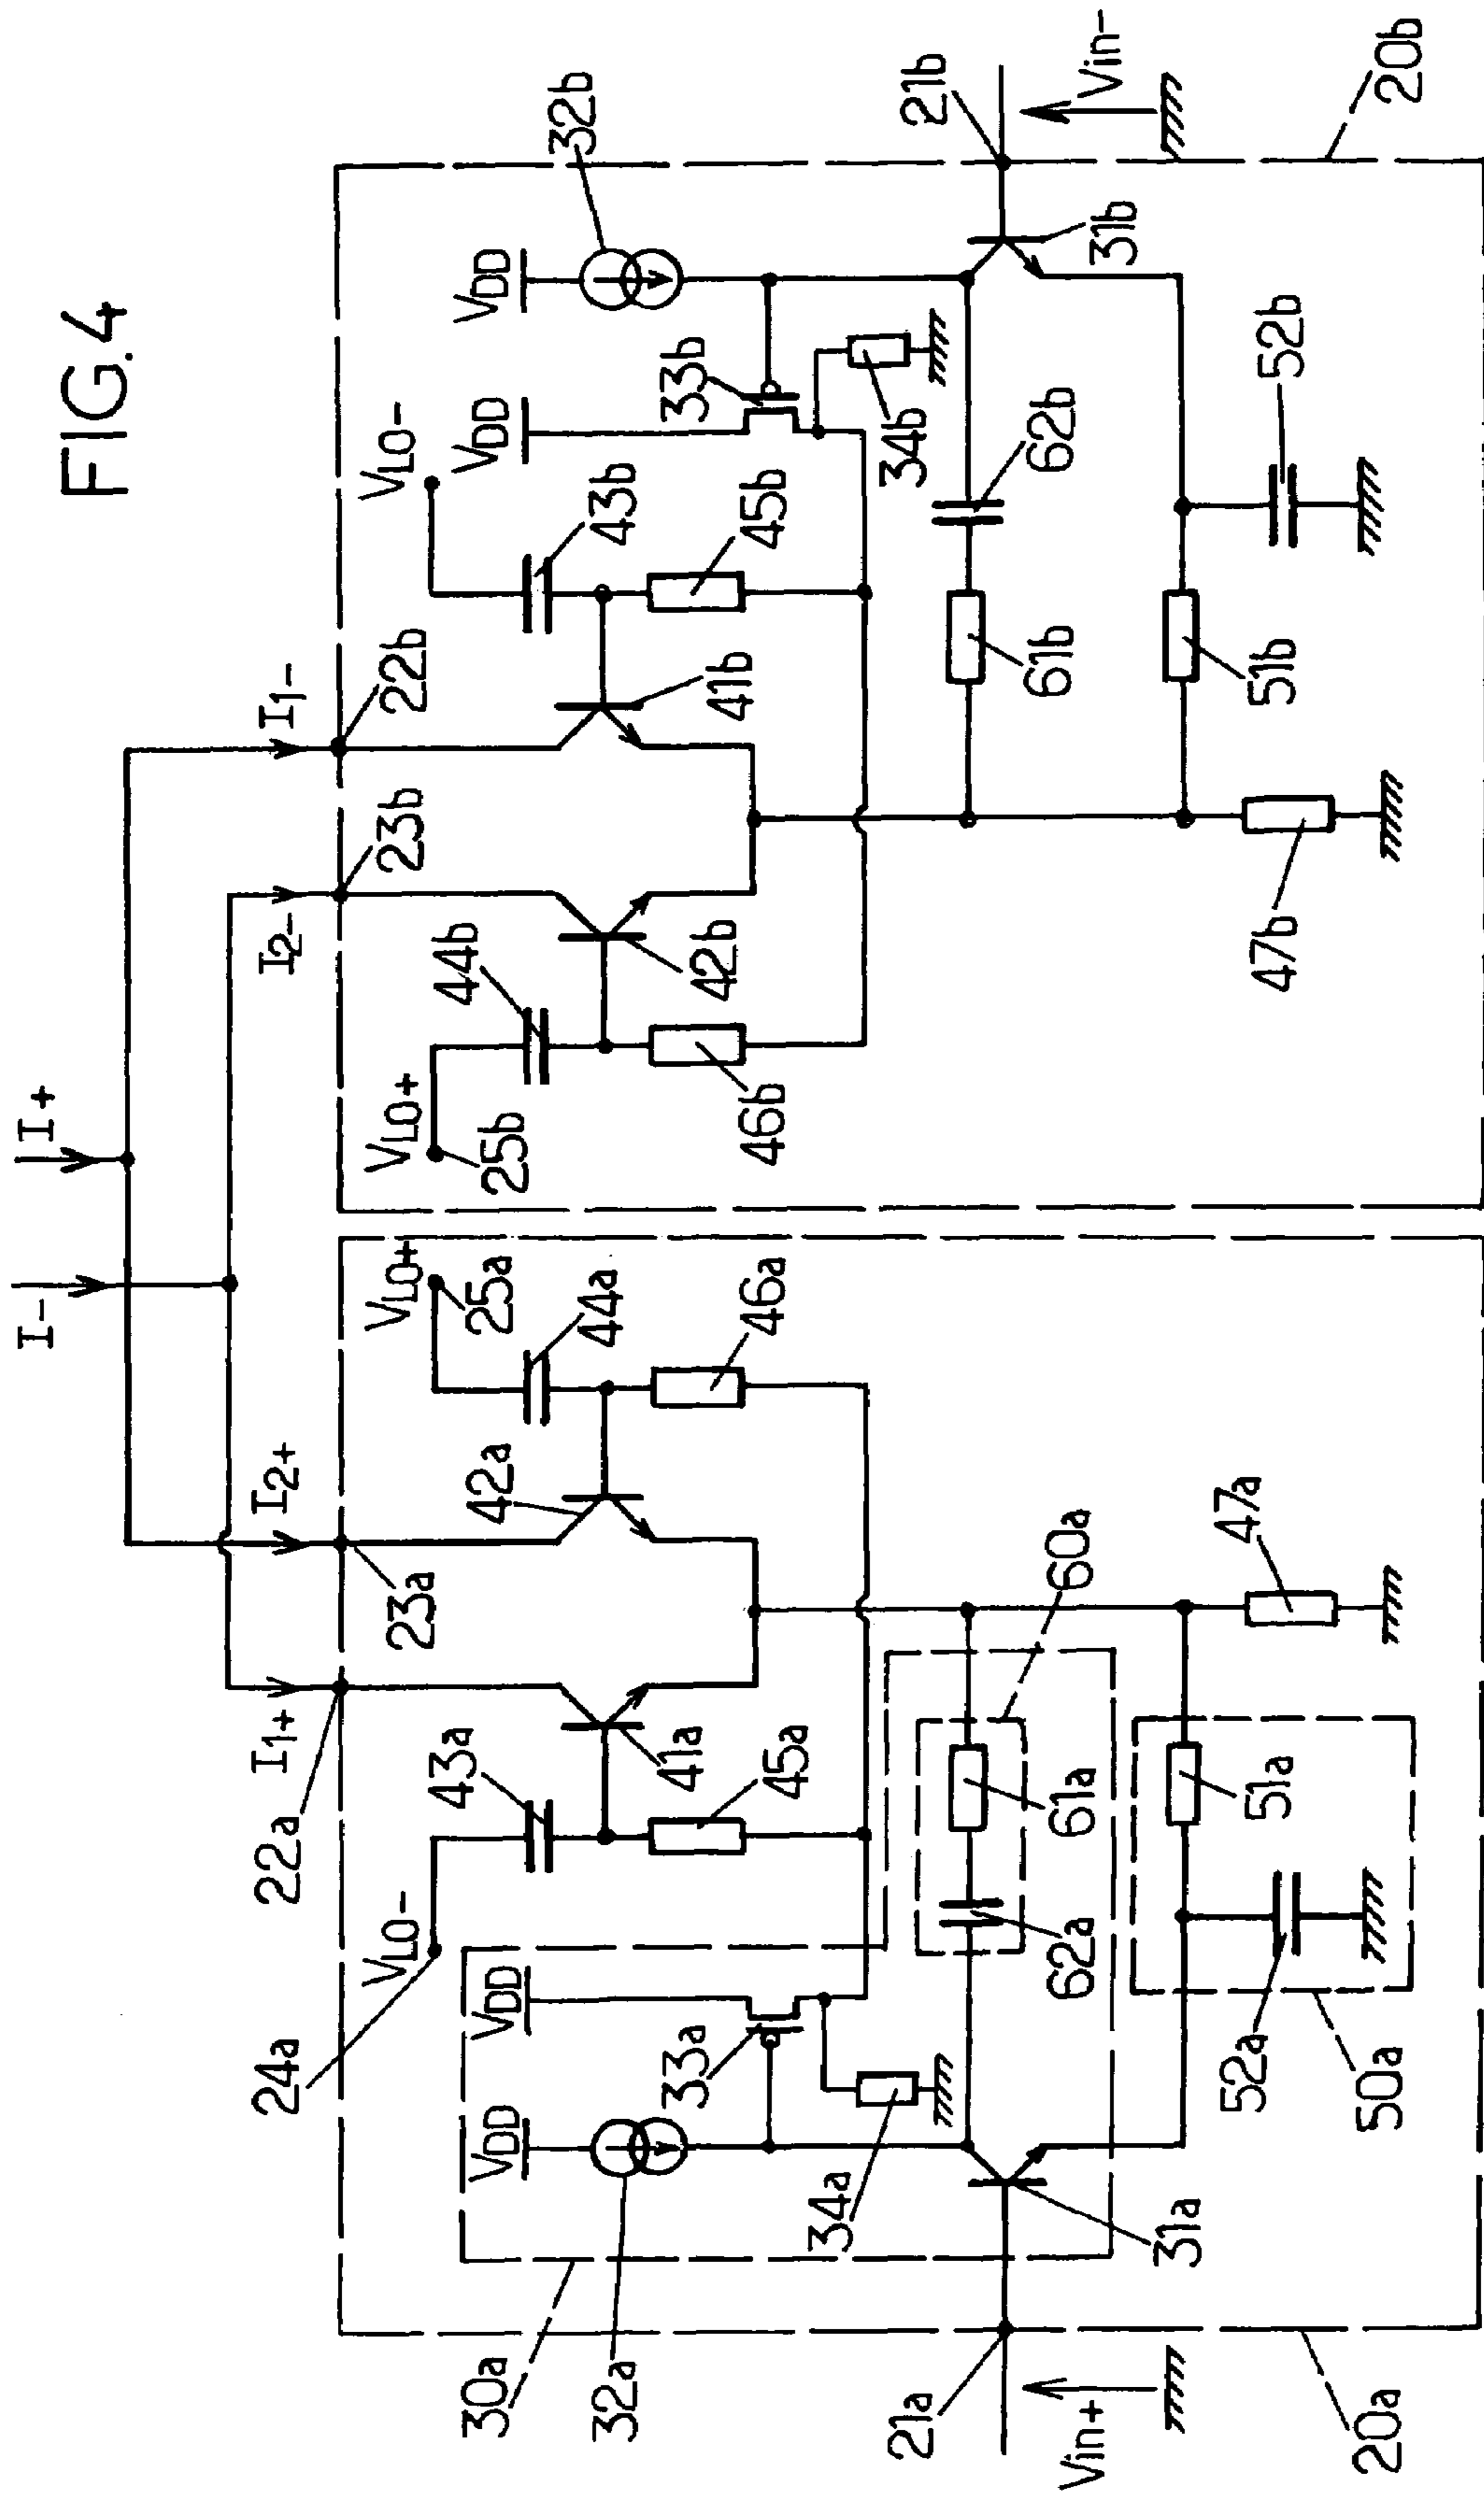 FIG.4
I-
I+
I1+
I2+
I2-
I1-
22a
23a
23b
22b
24a
VLO-
VLO+
25a
VLO+
25b
VLO-
30a
32a
VDD
VDD
43a
42a
44a
44b
43b
VDD
VDD
32b
33a
41a
45a
46a
46b
42b
41b
45b
33b
34a
34b
21a
Vin+
31a
62a
61a
60a
61b
62b
31b
21b
Vin-
20a
50a
52a
51a
47a
47b
51b
52b
20b